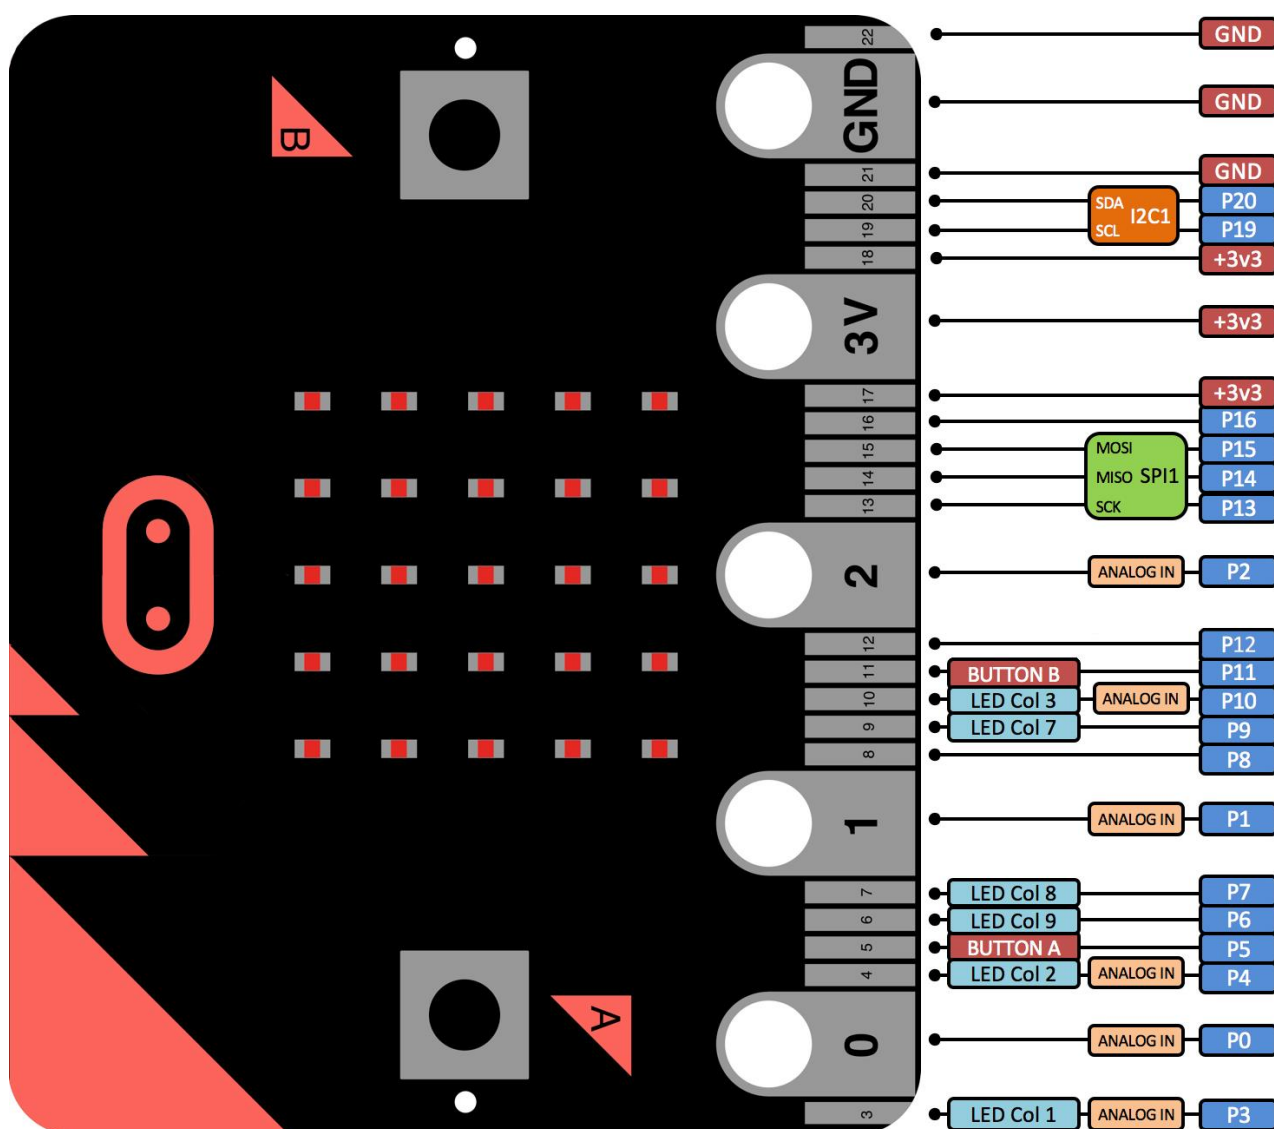 22 GND
GND GND
21 GND
20 SDA I2C1 P20
19 SCL P19
18 +3v3
3V +3v3
17 +3v3
16 P16
15 MOSI P15
14 MISO SPI1 P14
13 SCK P13
2 ANALOG IN P2
12 P12
11 BUTTON B P11
10 LED Col 3 ANALOG IN P10
9 LED Col 7 P9
8 P8
1 ANALOG IN P1
7 LED Col 8 P7
6 LED Col 9 P6
5 BUTTON A P5
4 LED Col 2 ANALOG IN P4
0 ANALOG IN P0
3 LED Col 1 ANALOG IN P3
B
A